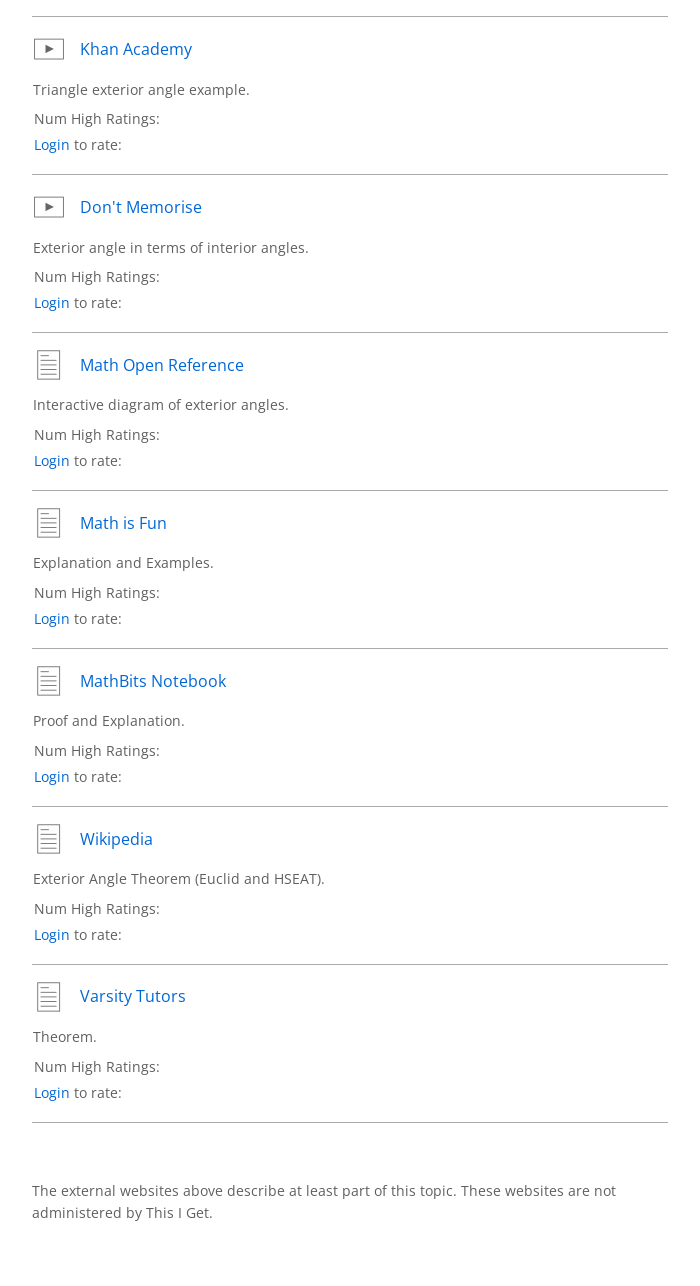 Khan Academy
Triangle exterior angle example.
Num High Ratings:
Login to rate:
Don't Memorise
Exterior angle in terms of interior angles.
Num High Ratings:
Login to rate:
Math Open Reference
Interactive diagram of exterior angles.
Num High Ratings:
Login to rate:
Math is Fun
Explanation and Examples.
Num High Ratings:
Login to rate:
MathBits Notebook
Proof and Explanation.
Num High Ratings:
Login to rate:
Wikipedia
Exterior Angle Theorem (Euclid and HSEAT).
Num High Ratings:
Login to rate:
Varsity Tutors
Theorem.
Num High Ratings:
Login to rate:
The external websites above describe at least part of this topic. These websites are not
administered by This I Get.